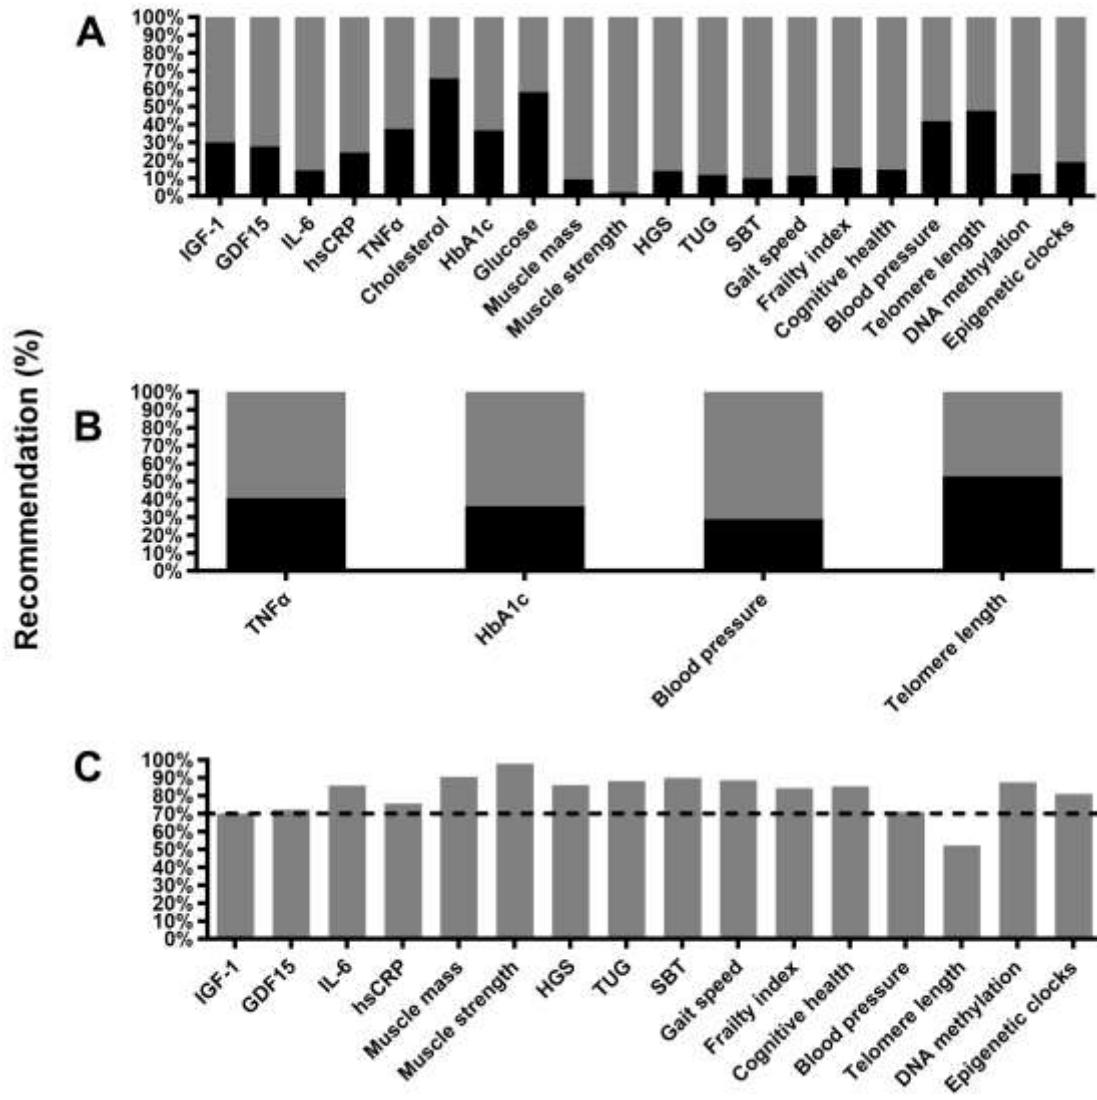 Recommendation (%)
A
100%
90%
80%
70%
60%
50%
40%
30%
20%
10%
0%
IGF-1
GDF15
IL-6
hsCRP
TNFα
Cholesterol
HbA1c
Glucose
Muscle mass
Muscle strength
HGS
TUG
SBT
Gait speed
Frailty index
Cognitive health
Blood pressure
Telomere length
DNA methylation
Epigenetic clocks
B
100%
90%
80%
70%
60%
50%
40%
30%
20%
10%
0%
TNFα
HbA1c
Blood pressure
Telomere length
C
100%
90%
80%
70%
60%
50%
40%
30%
20%
10%
0%
IGF-1
GDF15
IL-6
hsCRP
Muscle mass
Muscle strength
HGS
TUG
SBT
Gait speed
Frailty index
Cognitive health
Blood pressure
Telomere length
DNA methylation
Epigenetic clocks